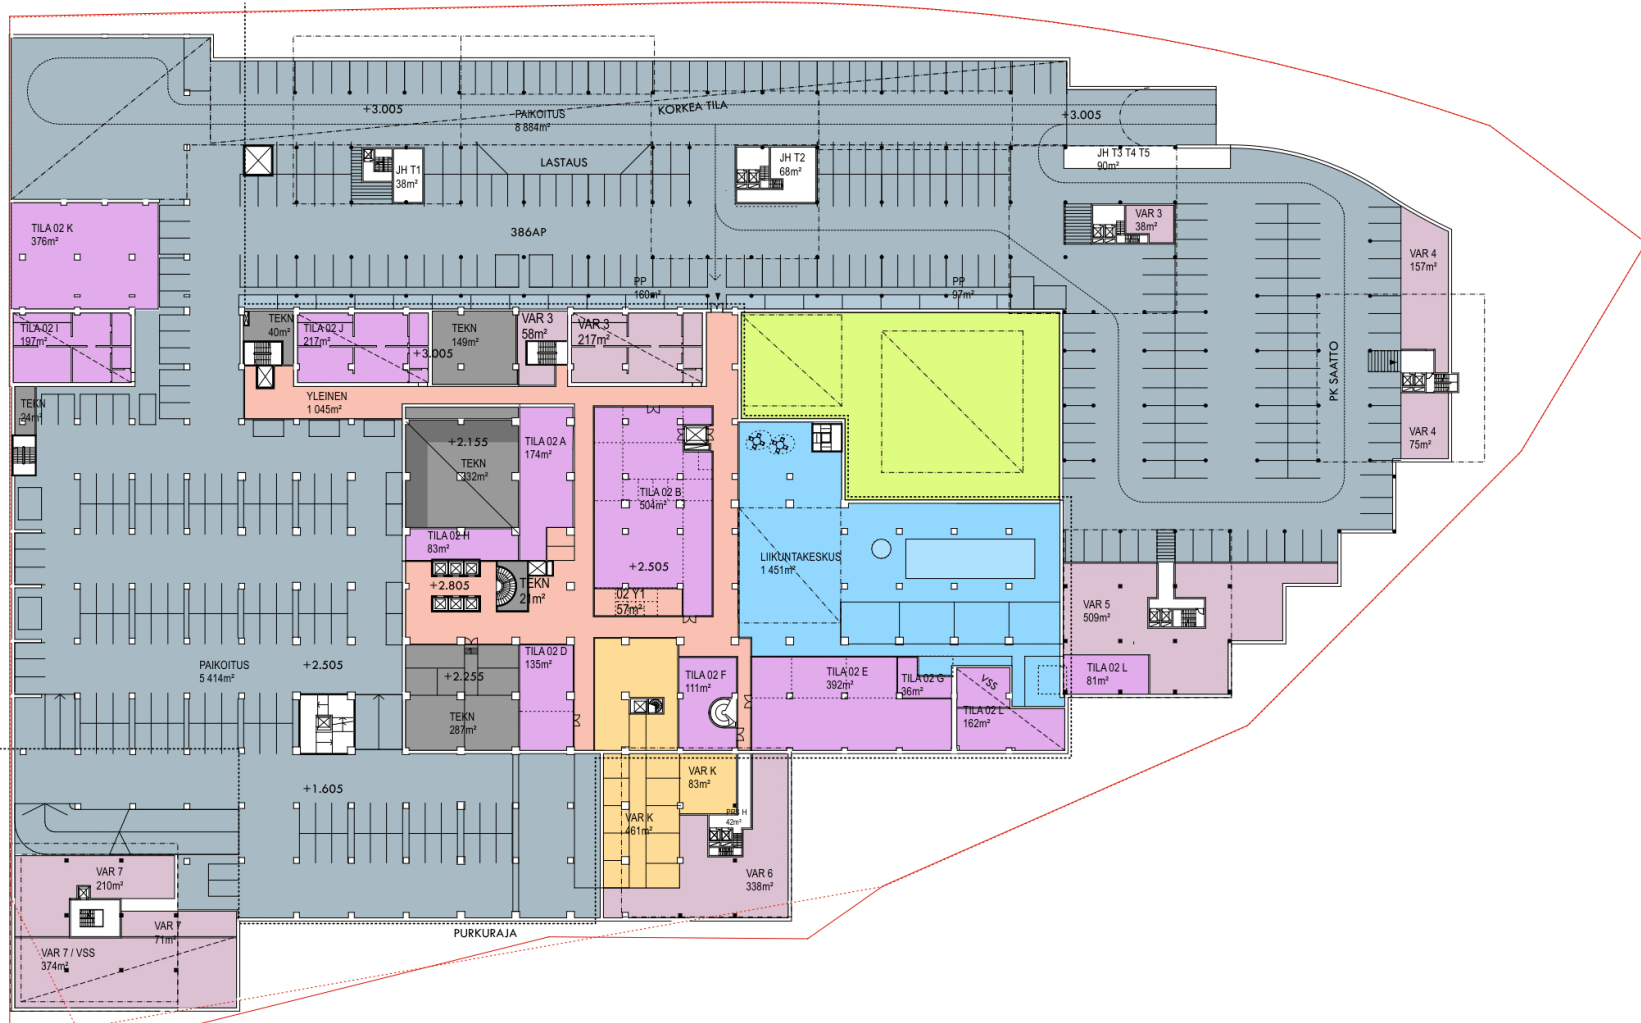 +3.005
PAIKOITUS
8 884m²
KORKEA TILA
+3.005
LASTAUS
JH T1
38m²
JH T2
68m²
JH T3 T4 T5
90m²
TILA 02 K
376m²
386AP
VAR 3
38m²
VAR 4
157m²
PP
160m²
PP
97m²
TILA 02 I
197m²
TEKN
40m²
TILA 02 J
217m²
+3.005
TEKN
149m²
VAR 3
58m²
VAR 3
217m²
PK SAATTO
YLEINEN
1 045m²
TEKN
24m²
+2.155
TEKN
332m²
TILA 02 A
174m²
TILA 02 B
504m²
VAR 4
75m²
TILA 02 H
83m²
+2.505
LIIKUNTAKESKUS
1 451m²
+2.805
TEKN
21m²
02 Y1
57m²
VAR 5
509m²
PAIKOITUS
5 414m²
+2.505
+2.255
TEKN
287m²
TILA 02 D
135m²
TILA 02 F
111m²
TILA 02 E
392m²
TILA 02 G
36m²
VSS
TILA 02 L
162m²
TILA 02 L
81m²
+1.605
VAR K
83m²
VAR K
461m²
42m²
VAR 6
338m²
VAR 7
210m²
VAR 7
71m²
VAR 7 / VSS
374m²
PURKURAJA